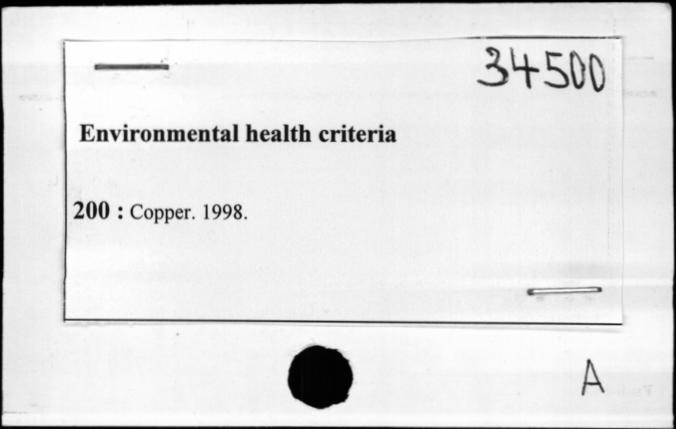 34500
Environmental health criteria
200 : Copper. 1998.
A